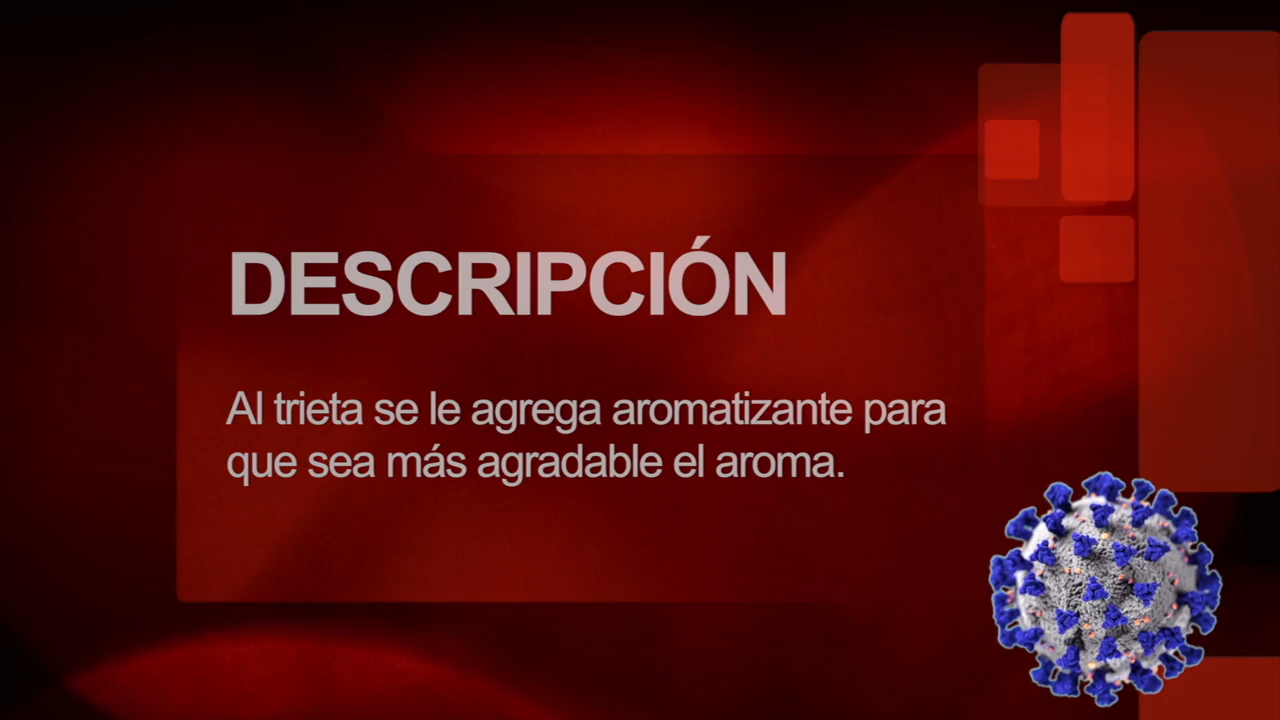 DESCRIPCIÓN
Al trieta se le agrega aromatizante para
que sea más agradable el aroma.